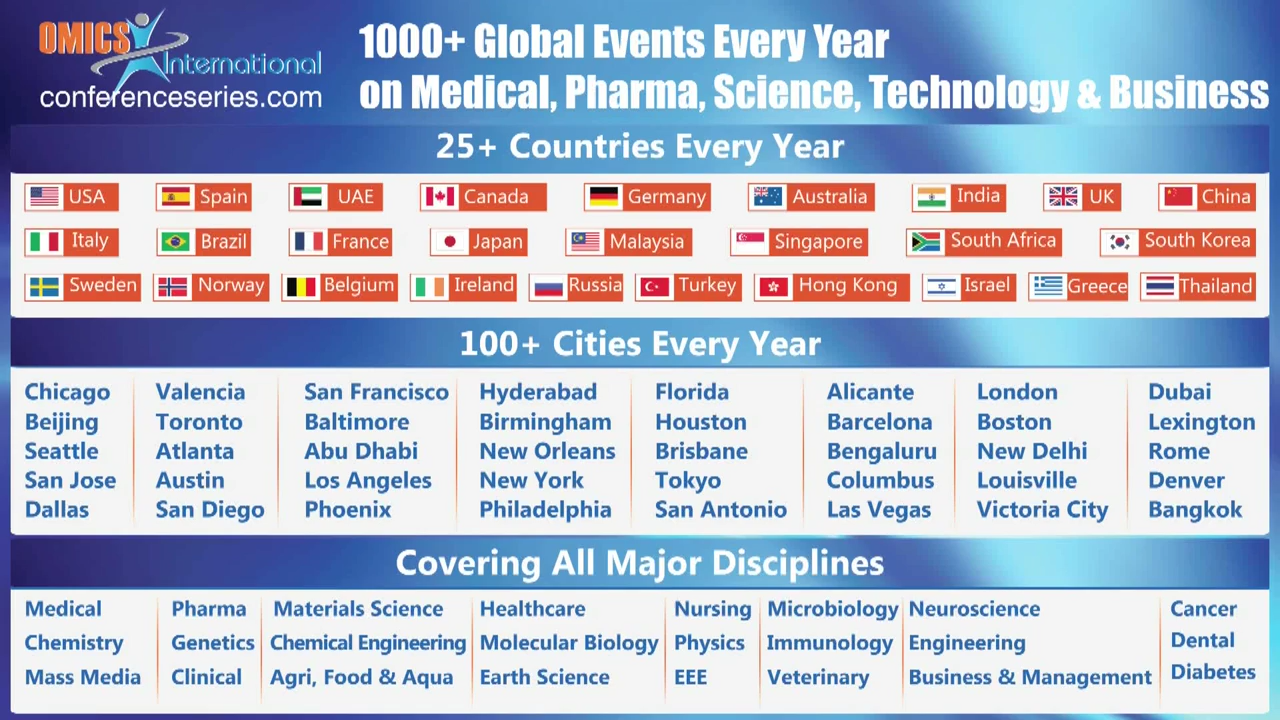 OMICS International
conferenceseries.com
1000+ Global Events Every Year
on Medical, Pharma, Science, Technology & Business
25+ Countries Every Year
USA Spain UAE Canada Germany Australia India UK China
Italy Brazil France Japan Malaysia Singapore South Africa South Korea
Sweden Norway Belgium Ireland Russia Turkey Hong Kong Israel Greece Thailand
100+ Cities Every Year
Chicago Valencia San Francisco Hyderabad Florida Alicante London Dubai
Beijing Toronto Baltimore Birmingham Houston Barcelona Boston Lexington
Seattle Atlanta Abu Dhabi New Orleans Brisbane Bengaluru New Delhi Rome
San Jose Austin Los Angeles New York Tokyo Columbus Louisville Denver
Dallas San Diego Phoenix Philadelphia San Antonio Las Vegas Victoria City Bangkok
Covering All Major Disciplines
Medical Pharma Materials Science Healthcare Nursing Microbiology Neuroscience Cancer
Chemistry Genetics Chemical Engineering Molecular Biology Physics Immunology Engineering Dental
Mass Media Clinical Agri, Food & Aqua Earth Science EEE Veterinary Business & Management Diabetes